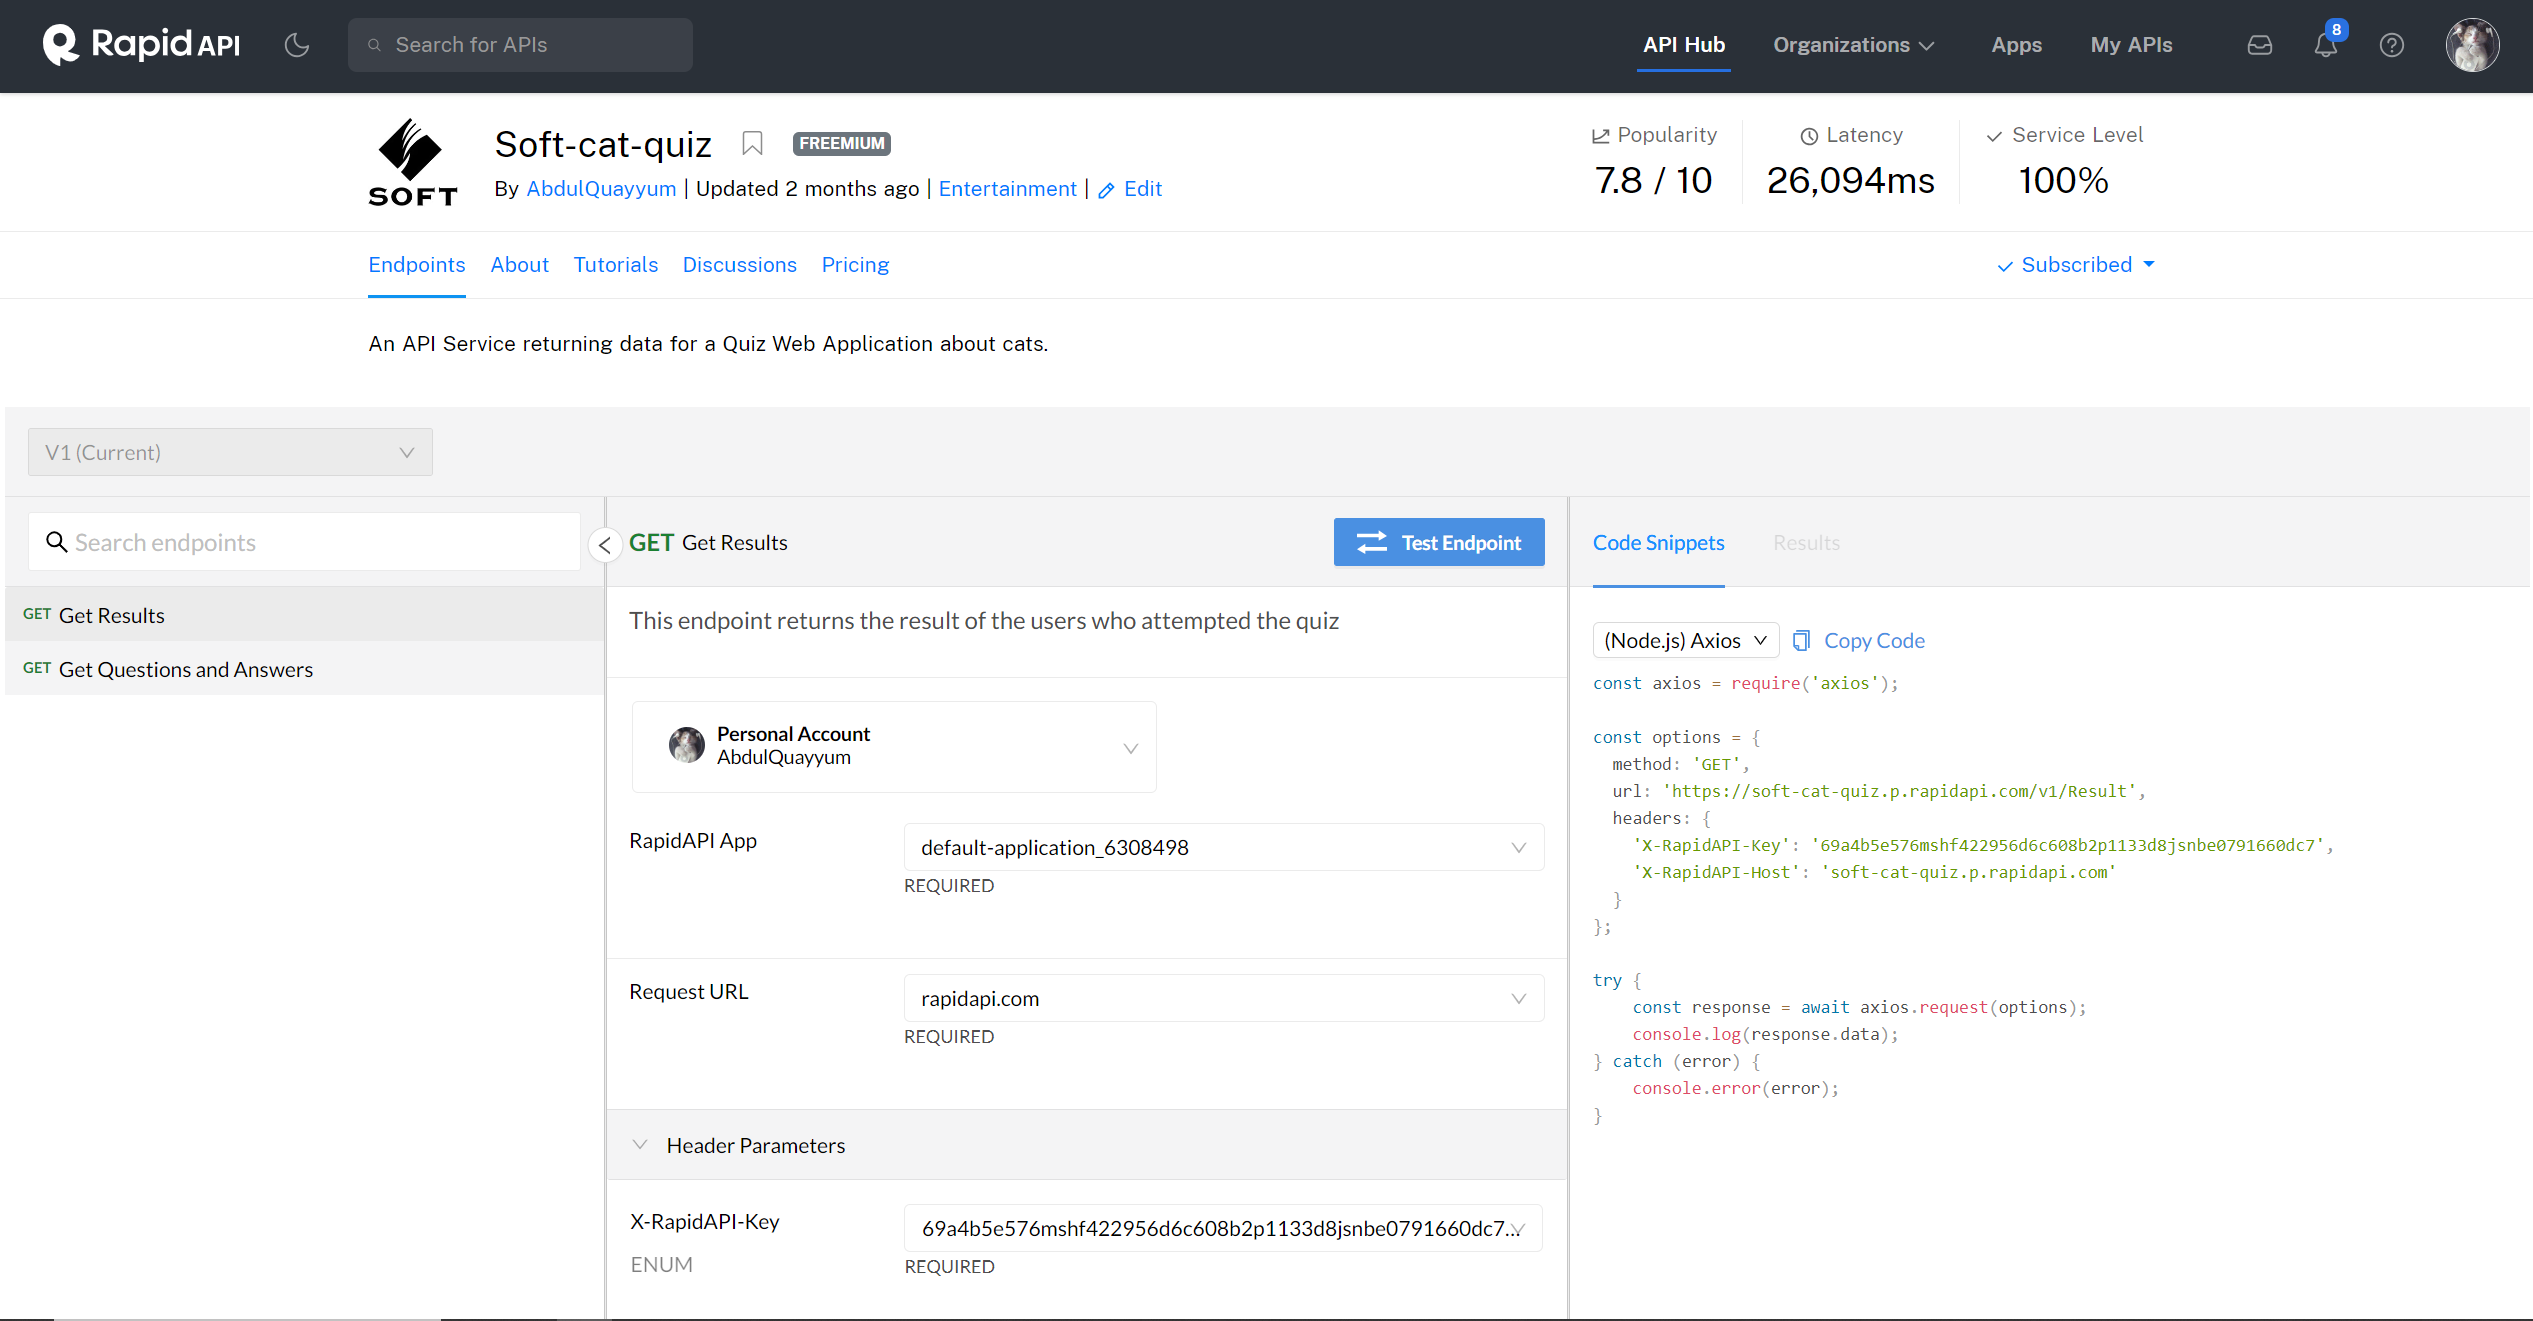 Rapid API
Search for APIs
API Hub
Organizations
Apps
My APIs
8
SOFT
Soft-cat-quiz
FREEMIUM
By AbdulQuayyum | Updated 2 months ago | Entertainment | Edit
Popularity
7.8 / 10
Latency
26,094ms
Service Level
100%
Endpoints
About
Tutorials
Discussions
Pricing
Subscribed
An API Service returning data for a Quiz Web Application about cats.
V1 (Current)
Search endpoints
GET Get Results
GET Get Questions and Answers
GET Get Results
Test Endpoint
This endpoint returns the result of the users who attempted the quiz
Personal Account
AbdulQuayyum
RapidAPI App
default-application_6308498
REQUIRED
Request URL
rapidapi.com
REQUIRED
Header Parameters
X-RapidAPI-Key
ENUM
69a4b5e576mshf422956d6c608b2p1133d8jsnbe0791660dc7...
REQUIRED
Code Snippets
Results
(Node.js) Axios
Copy Code
const axios = require('axios');
const options = {
  method: 'GET',
  url: 'https://soft-cat-quiz.p.rapidapi.com/v1/Result',
  headers: {
    'X-RapidAPI-Key': '69a4b5e576mshf422956d6c608b2p1133d8jsnbe0791660dc7',
    'X-RapidAPI-Host': 'soft-cat-quiz.p.rapidapi.com'
  }
};
try {
    const response = await axios.request(options);
    console.log(response.data);
} catch (error) {
    console.error(error);
}